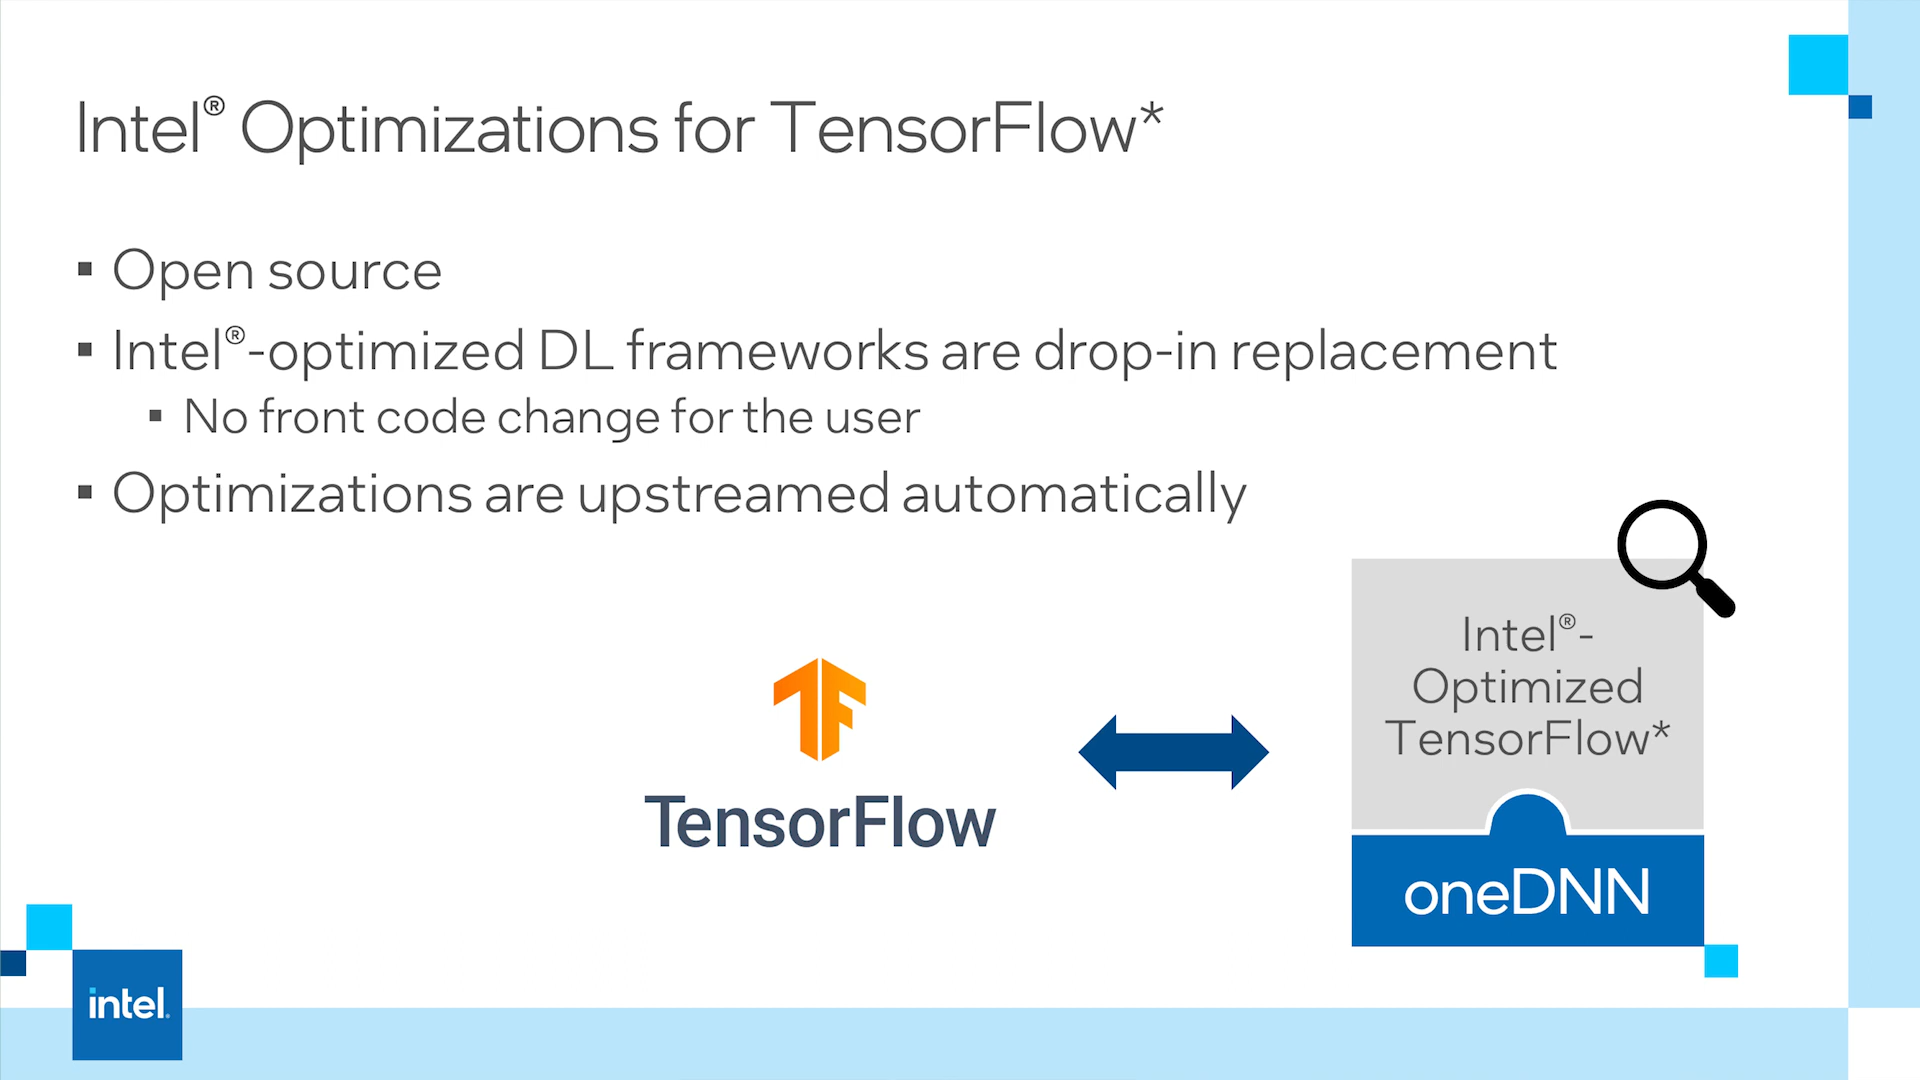 Intel® Optimizations for TensorFlow*
▪ Open source
▪ Intel®-optimized DL frameworks are drop-in replacement
▪ No front code change for the user
▪ Optimizations are upstreamed automatically
TensorFlow
Intel®-
Optimized
TensorFlow*
oneDNN
intel.